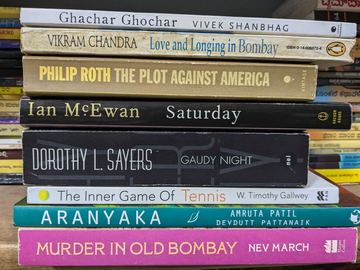 Ghachar Ghochar VIVEK SHANBHAG
VIKRAM CHANDRA Love and Longing in Bombay
PHILIP ROTH THE PLOT AGAINST AMERICA VINTAGE
Ian McEwan Saturday
DOROTHY L. SAYERS GAUDY NIGHT nel
The Inner Game Of Tennis W. Timothy Gallwey
ARANYAKA AMRUTA PATIL
DEVDUTT PATTANAIK
MURDER IN OLD BOMBAY NEV MARCH